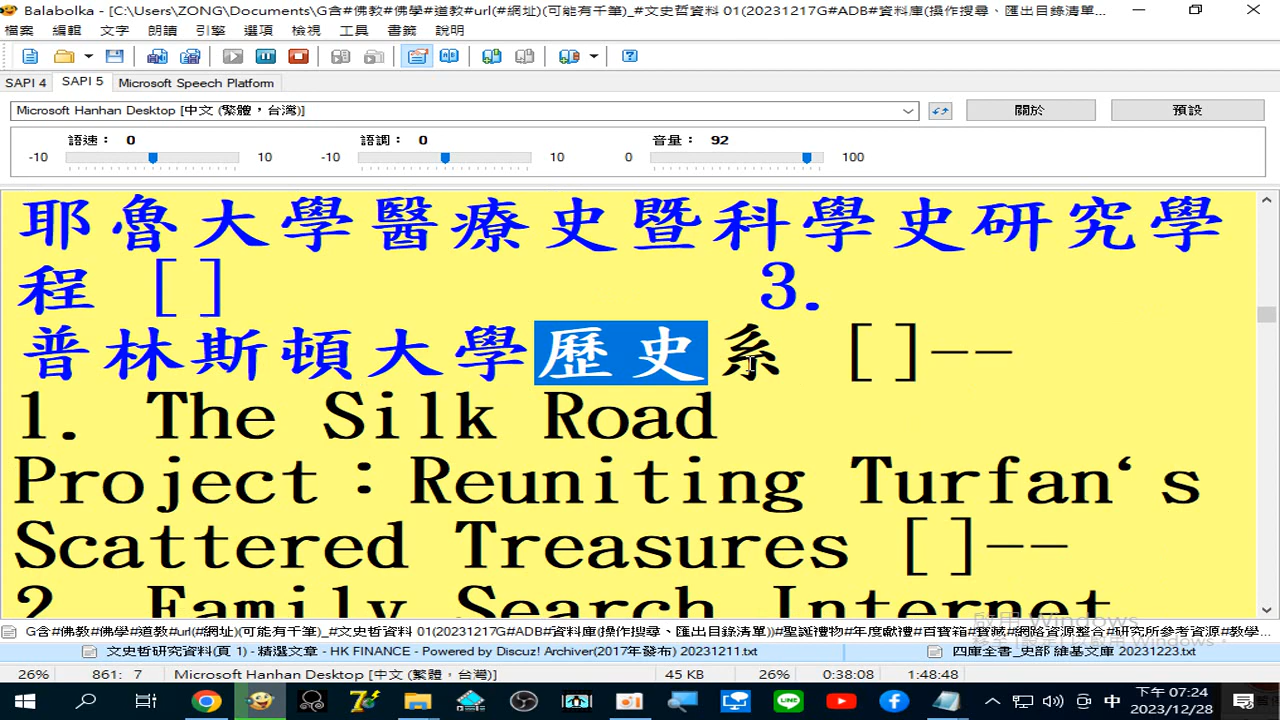 Balabolka - [C:\Users\ZONG\Documents\G含#佛教#佛學#道教#url(#網址)(可能有千筆)_#文史哲資料 01(20231217G#ADB#資料庫(操作搜尋、匯出目錄清單...
檔案 編輯 文字 朗讀 引擎 選項 檢視 工具 書籤 說明
SAPI 4 SAPI 5 Microsoft Speech Platform
Microsoft Hanhan Desktop [中文 (繁體，台灣)] 關於 預設
語速： 0 語調： 0 音量： 92
-10 10 -10 10 0 100
耶魯大學醫療史暨科學史研究學
程 [] 3.
普林斯頓大學歷史系 []--
1. The Silk Road
Project：Reuniting Turfan‘s
Scattered Treasures []--
2. Family Search Internet
啟用 Windows
G含#佛教#佛學#道教#url(#網址)(可能有千筆)_#文史哲資料 01(20231217G#ADB#資料庫(操作搜尋、匯出目錄清單))#聖誕禮物#年度獻禮#百寶箱#寶藏#網路資源整合#研究所參考資源#教學...
文史哲研究資料(頁 1) - 精選文章 - HK FINANCE - Powered by Discuz! Archiver(2017年發布) 20231211.txt 四庫全書_史部 維基文庫 20231223.txt
26% 861: 7 Microsoft Hanhan Desktop [中文 (繁體，台灣)] 45 KB 26% 0:38:08 1:48:48
中 下午 07:24
2023/12/28